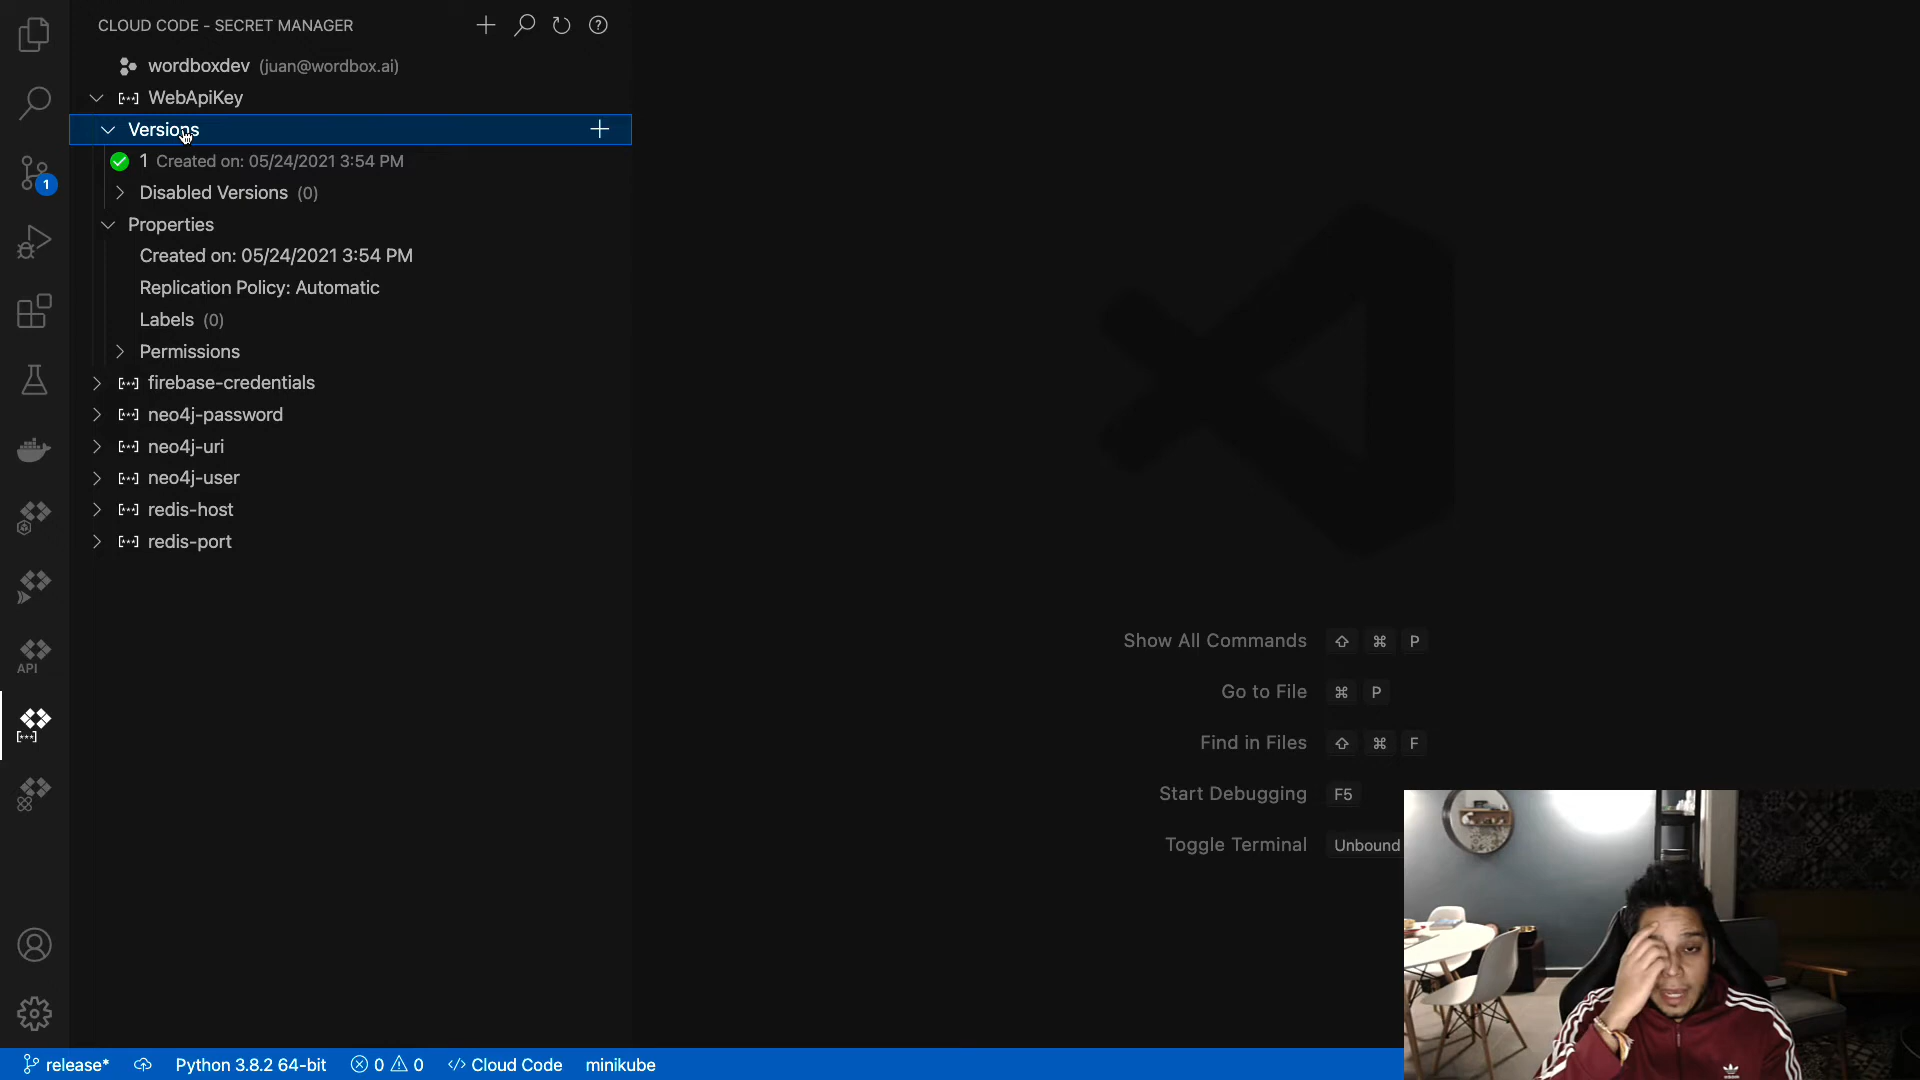 CLOUD CODE - SECRET MANAGER
wordboxdev (juan@wordbox.ai)
WebApiKey
Versions
1 Created on: 05/24/2021 3:54 PM
Disabled Versions (0)
Properties
Created on: 05/24/2021 3:54 PM
Replication Policy: Automatic
Labels (0)
Permissions
firebase-credentials
neo4j-password
neo4j-uri
neo4j-user
redis-host
redis-port
1
API
Show All Commands ⇧ ⌘ P
Go to File ⌘ P
Find in Files ⇧ ⌘ F
Start Debugging F5
Toggle Terminal Unbound
release* Python 3.8.2 64-bit 0 0 </> Cloud Code minikube